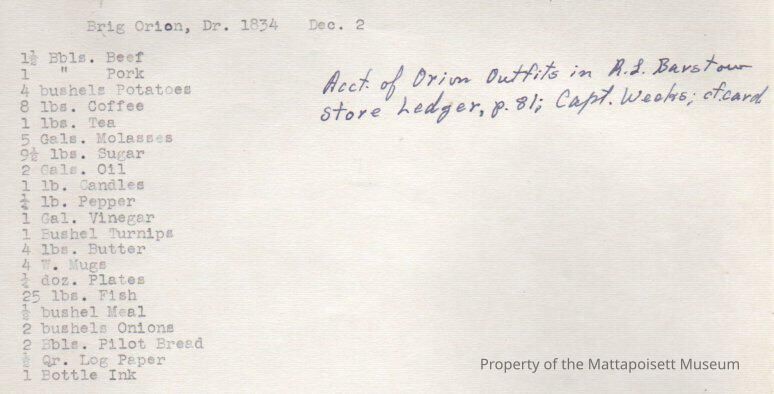 Brig Orion, Dr. 1834 Dec. 2
1½ Bbls. Beef
1 " Pork
4 bushels Potatoes
8 lbs. Coffee
1 lbs. Tea
5 Gals. Molasses
9½ lbs. Sugar
2 Gals. Oil
1 lb. Candles
¼ lb. Pepper
1 Gal. Vinegar
1 Bushel Turnips
4 lbs. Butter
4 W. Mugs
½ doz. Plates
25 lbs. Fish
½ bushel Meal
2 bushels Onions
2 Bbls. Pilot Bread
½ Qr. Log Paper
1 Bottle Ink
Acct. of Orion Outfits in R.L. Barstow
Store Ledger, p. 81; Capt. Weeks; cf. card
Property of the Mattapoisett Museum